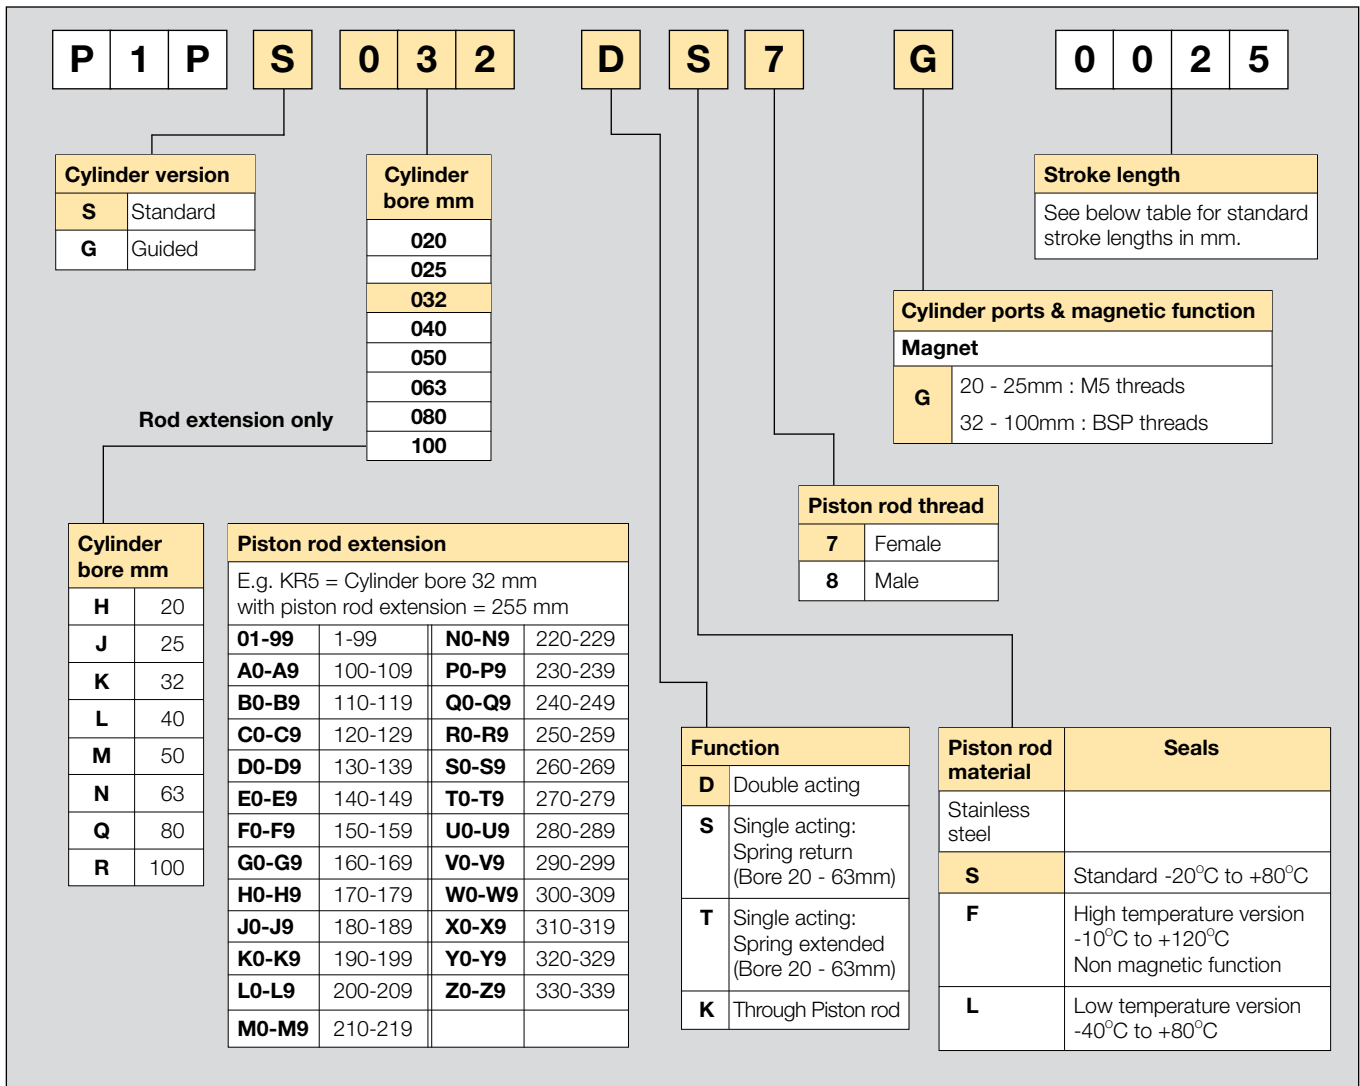 P 1 P S 0 3 2 D S 7 G 0 0 2 5
Cylinder version
S Standard
G Guided
Cylinder
bore mm
020
025
032
040
050
063
080
100
Rod extension only
Stroke length
See below table for standard
stroke lengths in mm.
Cylinder ports & magnetic function
Magnet
G 20 - 25mm : M5 threads
32 - 100mm : BSP threads
Piston rod thread
7 Female
8 Male
Cylinder
bore mm
H 20
J 25
K 32
L 40
M 50
N 63
Q 80
R 100
Piston rod extension
E.g. KR5 = Cylinder bore 32 mm
with piston rod extension = 255 mm
01-99 1-99 N0-N9 220-229
A0-A9 100-109 P0-P9 230-239
B0-B9 110-119 Q0-Q9 240-249
C0-C9 120-129 R0-R9 250-259
D0-D9 130-139 S0-S9 260-269
E0-E9 140-149 T0-T9 270-279
F0-F9 150-159 U0-U9 280-289
G0-G9 160-169 V0-V9 290-299
H0-H9 170-179 W0-W9 300-309
J0-J9 180-189 X0-X9 310-319
K0-K9 190-199 Y0-Y9 320-329
L0-L9 200-209 Z0-Z9 330-339
M0-M9 210-219
Function
D Double acting
S Single acting:
Spring return
(Bore 20 - 63mm)
T Single acting:
Spring extended
(Bore 20 - 63mm)
K Through Piston rod
Piston rod
material
Seals
Stainless
steel
S Standard -20°C to +80°C
F High temperature version
-10°C to +120°C
Non magnetic function
L Low temperature version
-40°C to +80°C